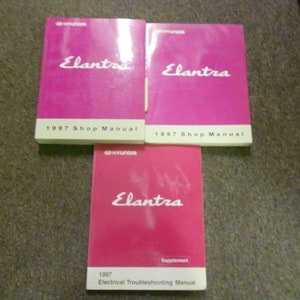 HYUNDAI
Elantra
1997 Shop Manual
HYUNDAI
Elantra
1997 Shop Manual
HYUNDAI
Elantra
Supplement
1997
Electrical Troubleshooting Manual